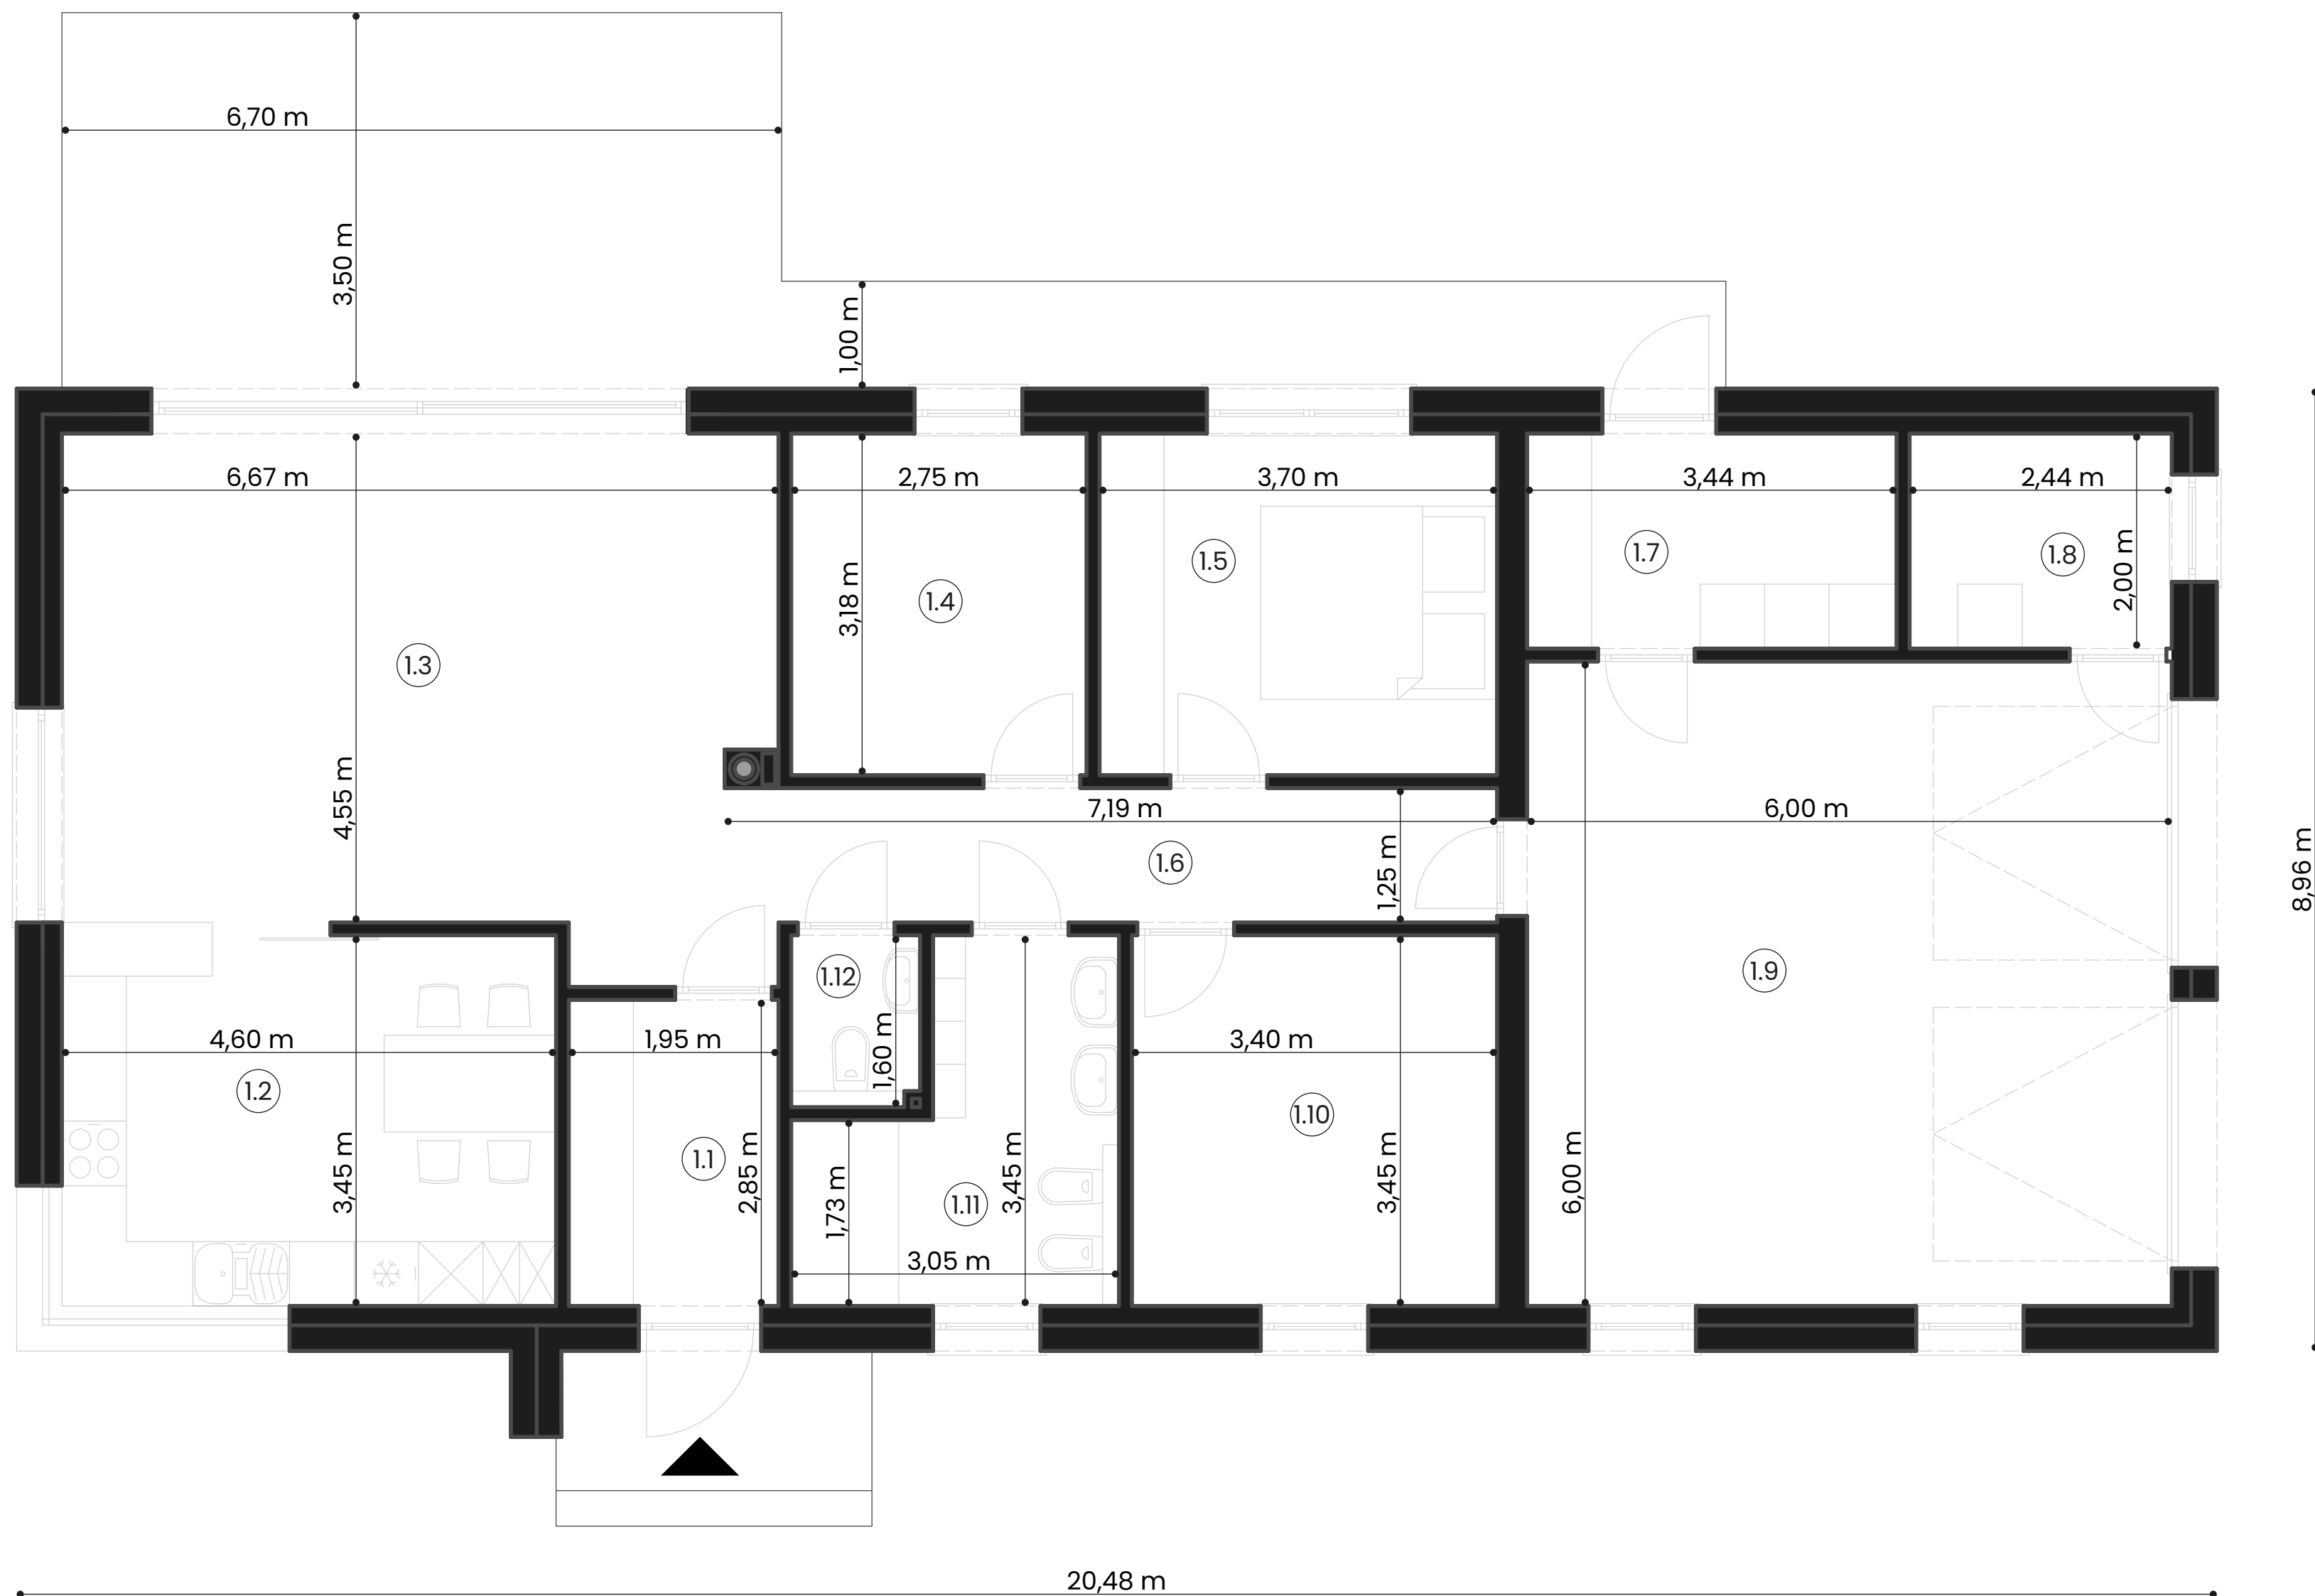 6,70 m
3,50 m
1,00 m
6,67 m
2,75 m
3,70 m
3,44 m
2,44 m
1.7
1.8
1.5
2,00 m
1.4
3,18 m
1.3
4,55 m
7,19 m
6,00 m
1.6
1,25 m
8,96 m
1.12
1.9
4,60 m
1,95 m
1,60 m
3,40 m
1.2
1.10
1.1
3,45 m
2,85 m
1,73 m
1.11
3,45 m
3,45 m
6,00 m
3,05 m
20,48 m